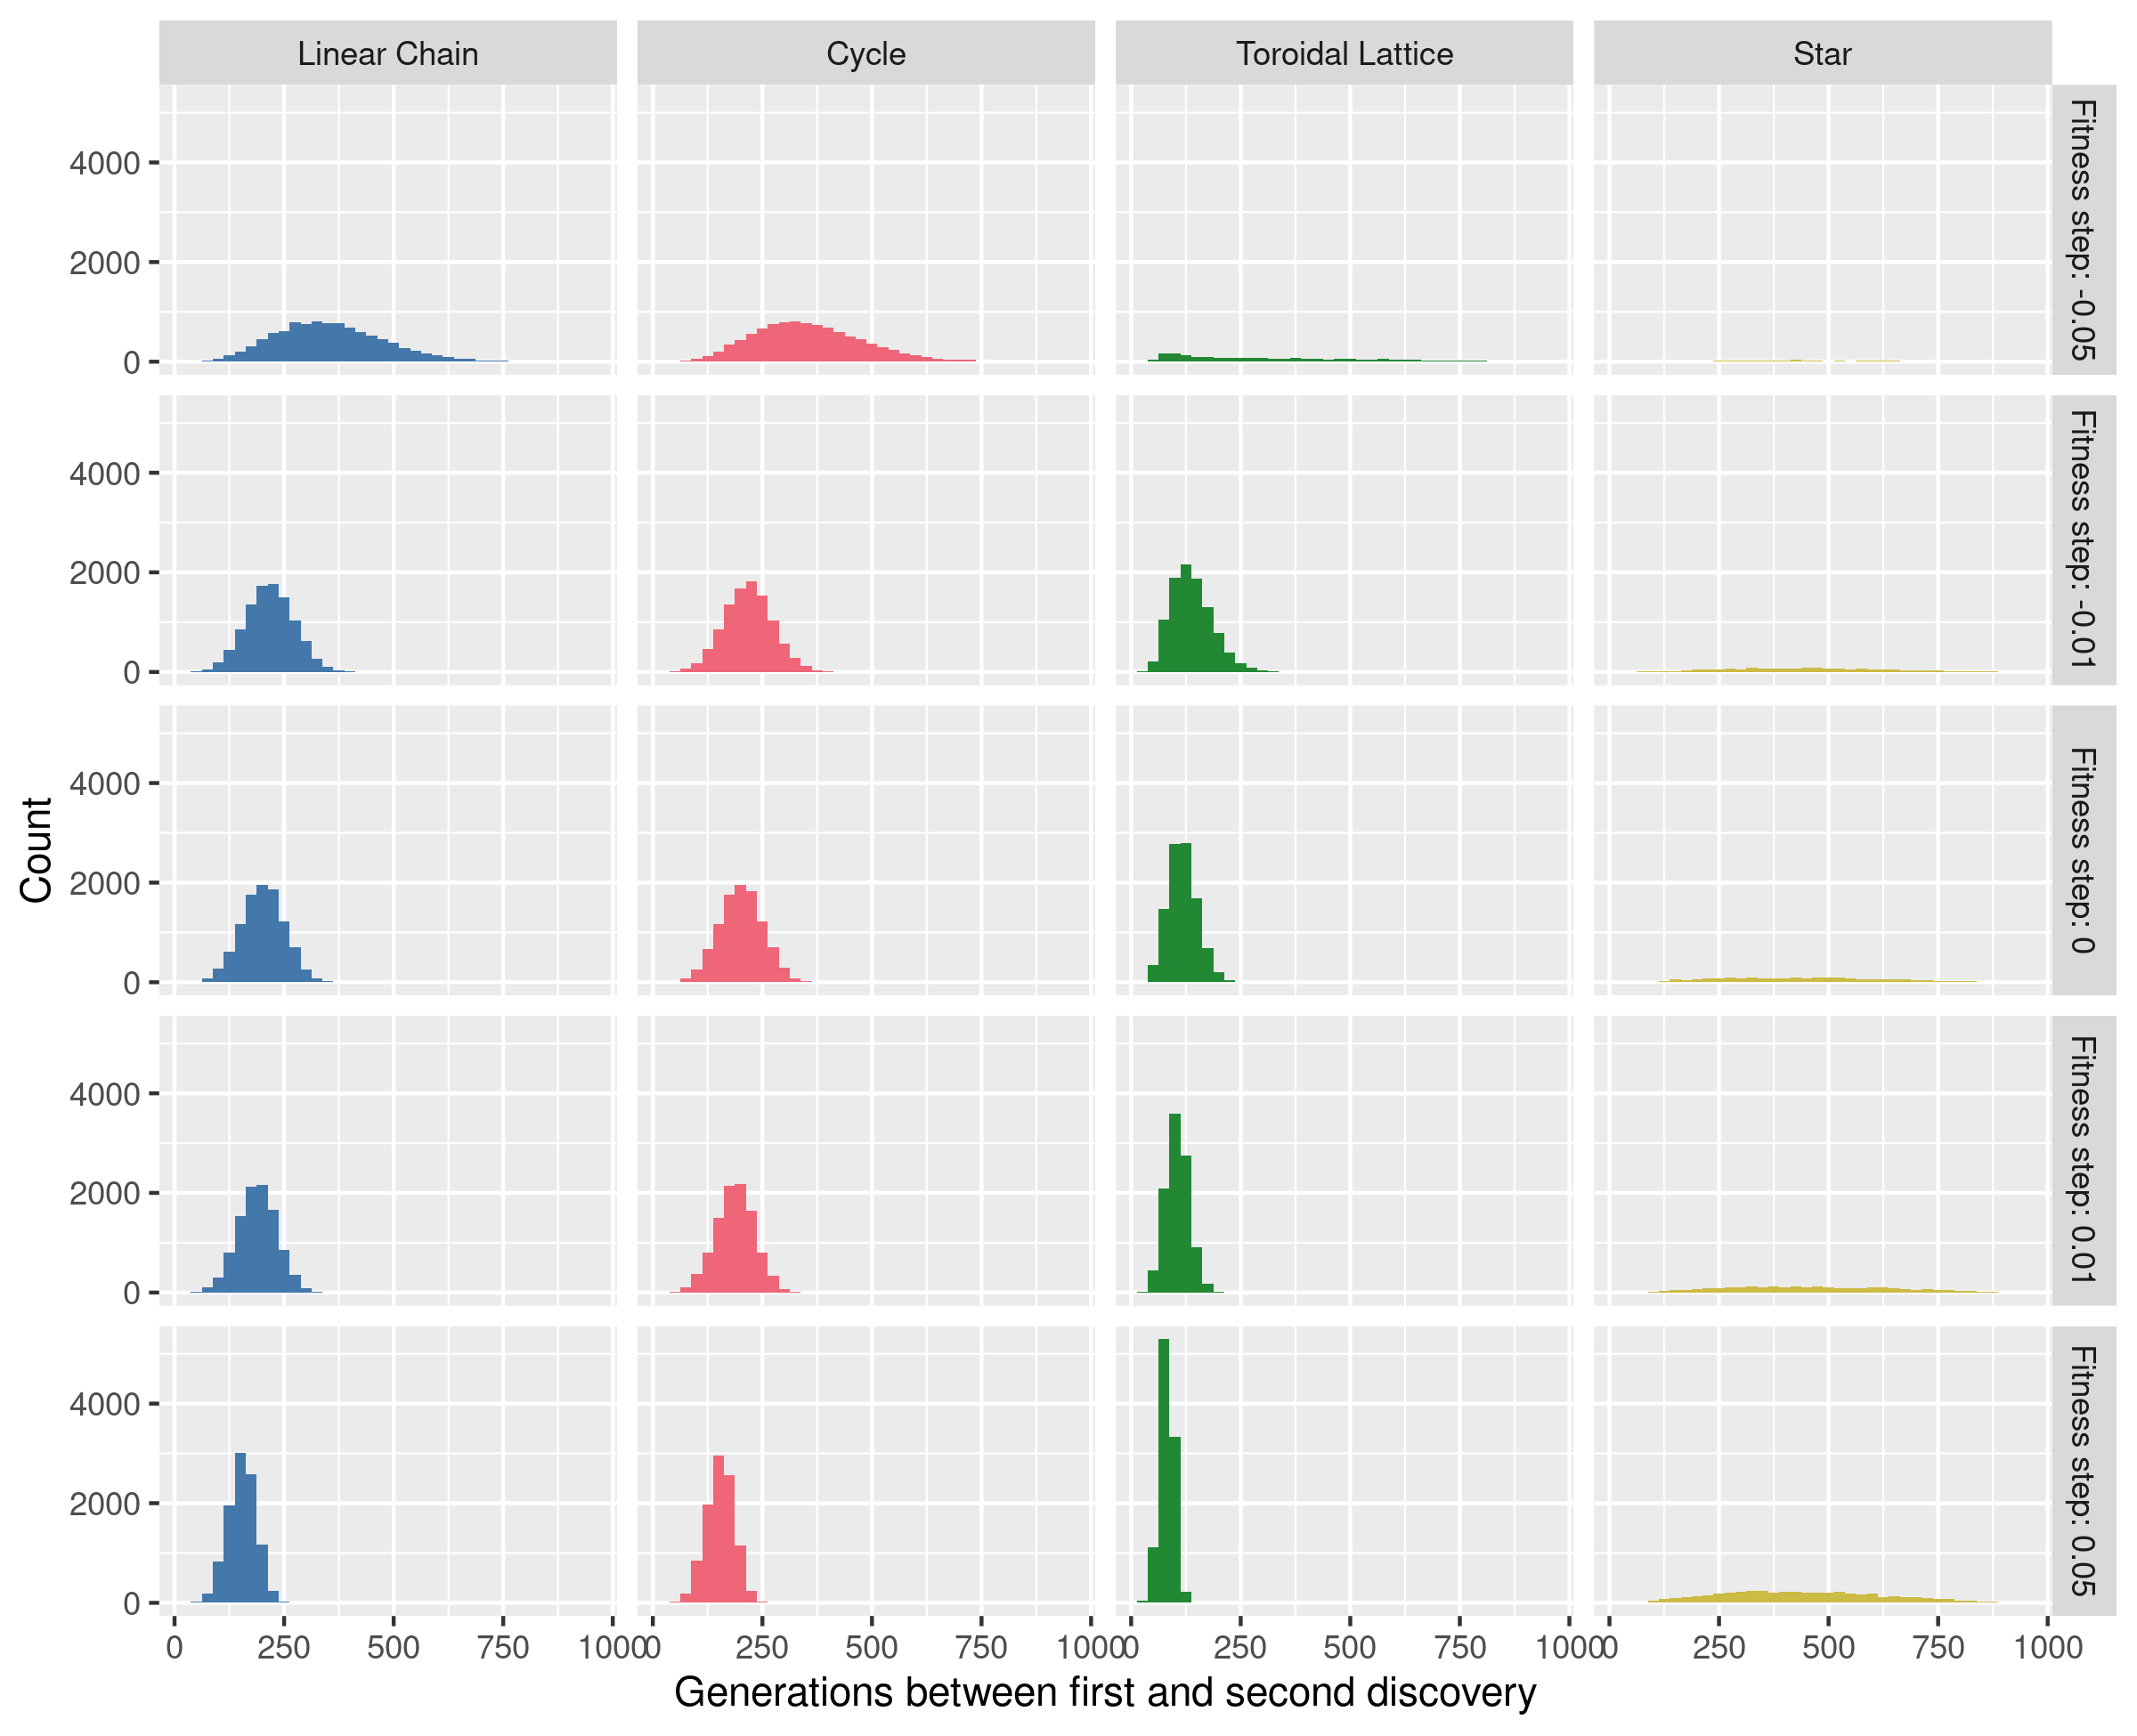 Linear Chain
Cycle
Toroidal Lattice
Star
4000
2000
0
Fitness step: -0.05
4000
2000
0
Fitness step: -0.01
4000
2000
0
Fitness step: 0
4000
2000
0
Fitness step: 0.01
4000
2000
0
Fitness step: 0.05
Count
0 250 500 750 1000
0 250 500 750 1000
0 250 500 750 1000
0 250 500 750 1000
Generations between first and second discovery